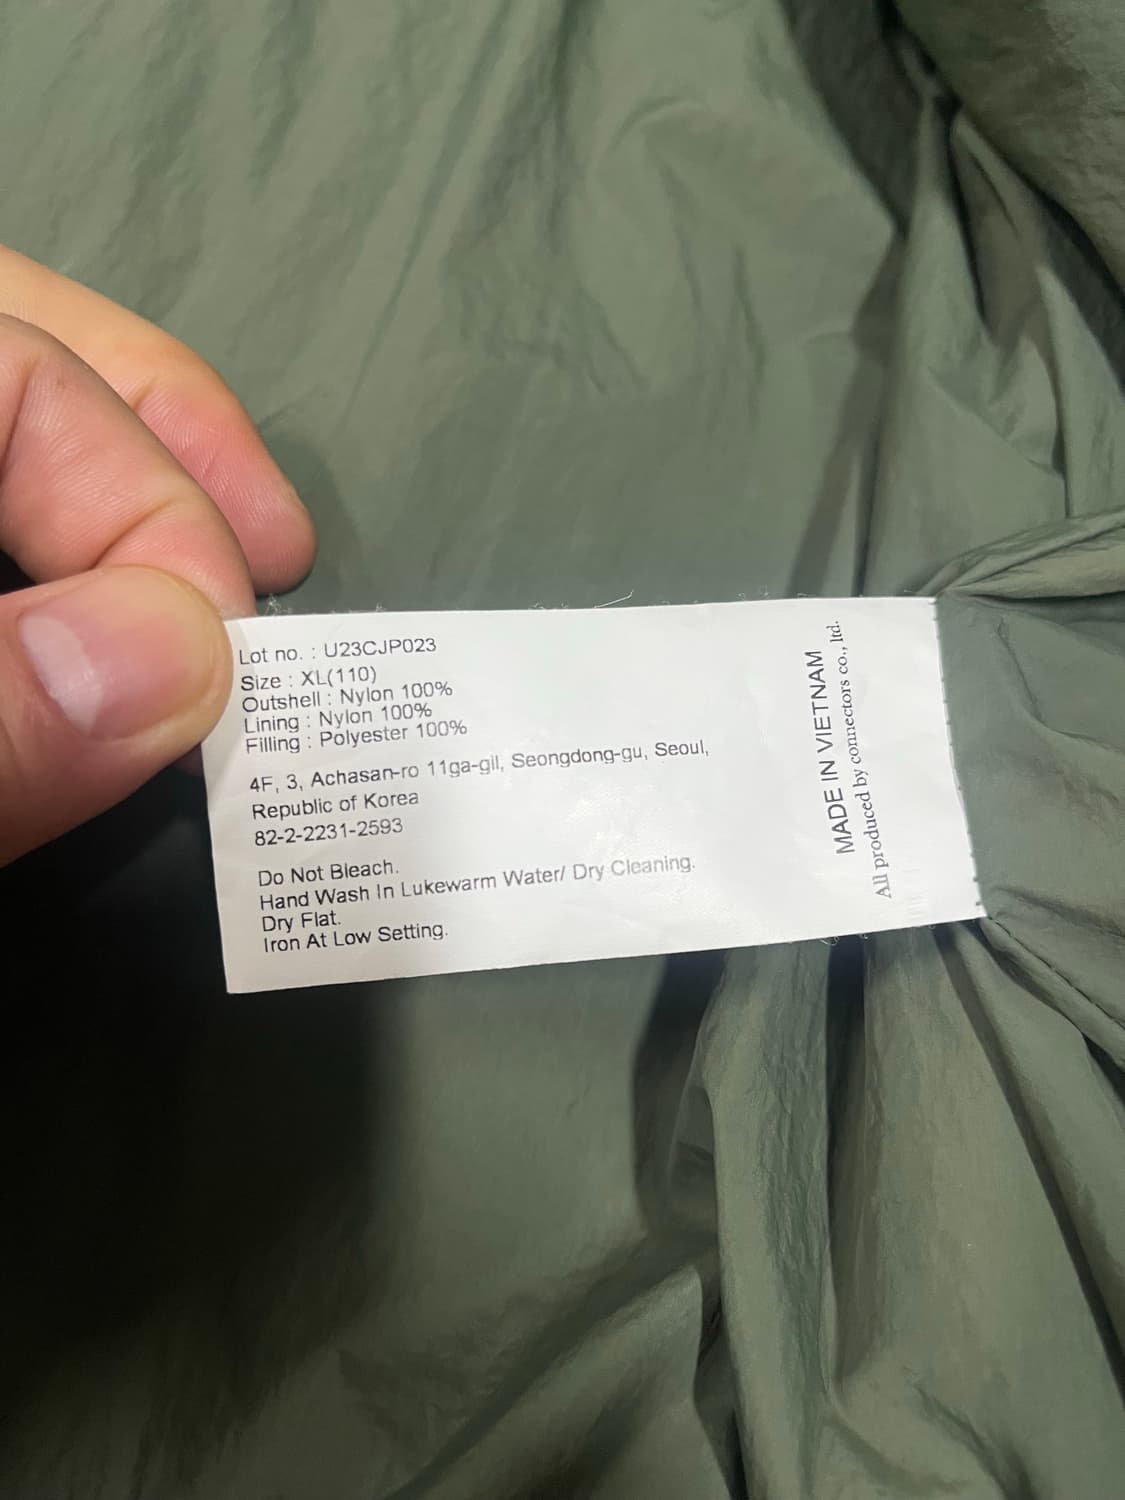 Lot no. : U23CJP023
Size : XL(110)
Outshell : Nylon 100%
Lining : Nylon 100%
Filling : Polyester 100%
4F, 3, Achasan-ro 11ga-gil, Seongdong-gu, Seoul,
Republic of Korea
82-2-2231-2593
Do Not Bleach.
Hand Wash In Lukewarm Water/ Dry Cleaning.
Dry Flat.
Iron At Low Setting.
MADE IN VIETNAM
All produced by connectors co., ltd.